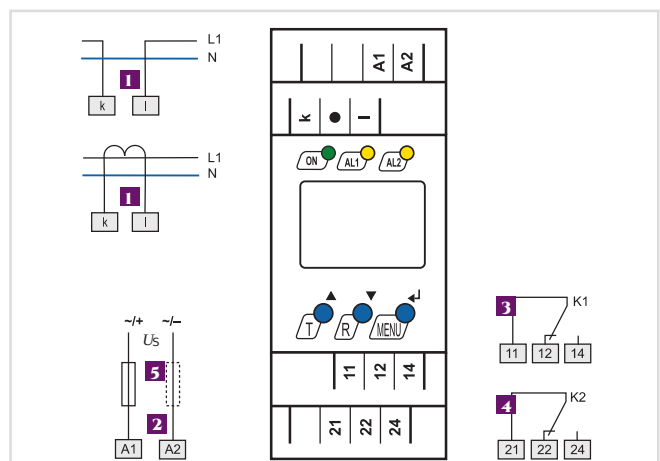 L1
N
1
k l
L1
N
1
k l
~/+ ~/–
Us
5
2
A1 A2
A1 A2
k l
ON AL1 AL2
T R MENU
11 12 14
21 22 24
3 K1
11 12 14
4 K2
21 22 24